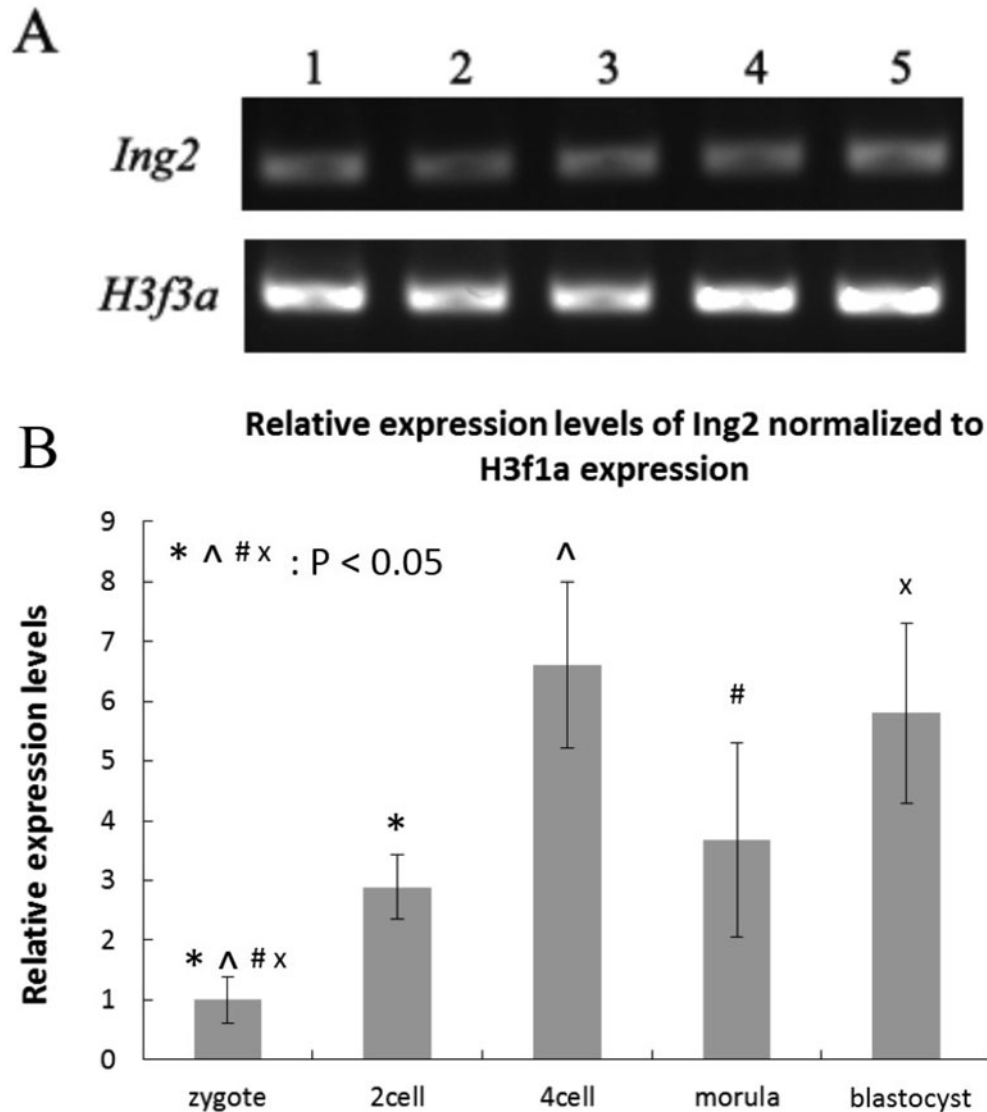 A
1 2 3 4 5
Ing2
H3f3a
B
Relative expression levels of Ing2 normalized to
H3f1a expression
Relative expression levels
9
8
7
6
5
4
3
2
1
0
* ^ # x : P < 0.05
* ^ # x
*
^
#
x
zygote 2cell 4cell morula blastocyst